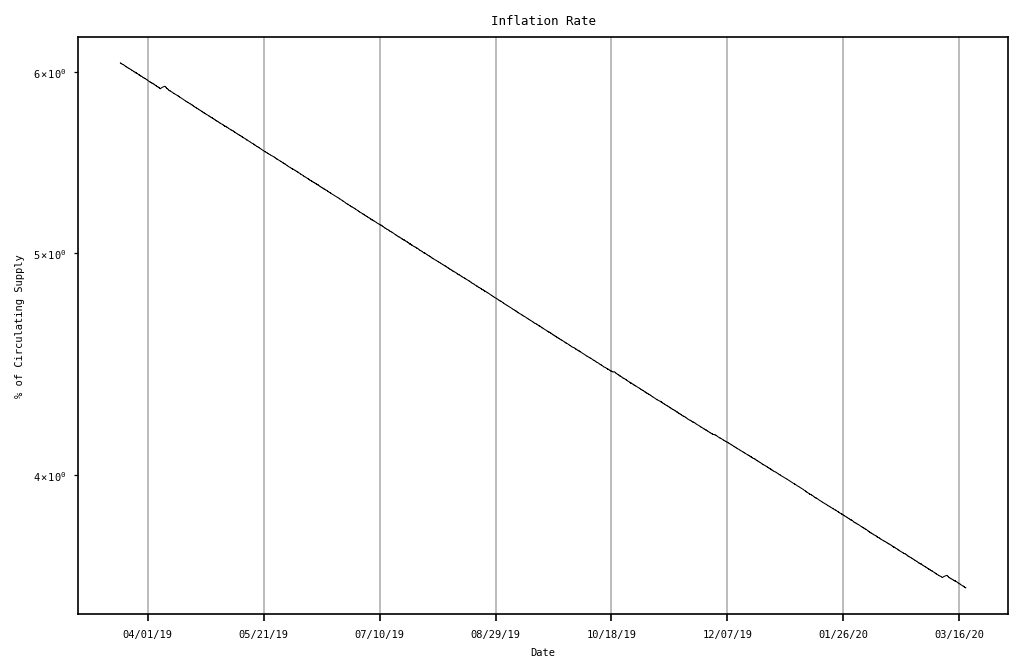 Inflation Rate
6×10⁰
5×10⁰
4×10⁰
% of Circulating Supply
04/01/19 05/21/19 07/10/19 08/29/19 10/18/19 12/07/19 01/26/20 03/16/20
Date